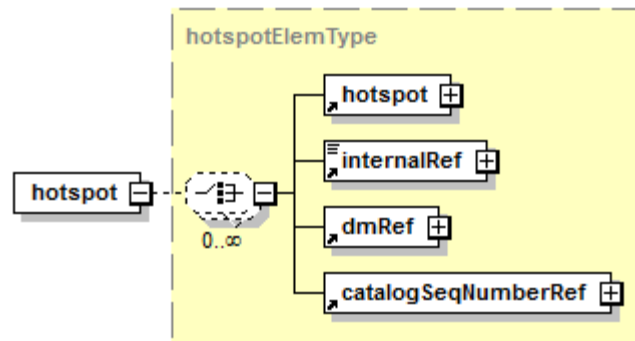 hotspotElemType
hotspot
internalRef
hotspot
0..∞
dmRef
catalogSeqNumberRef